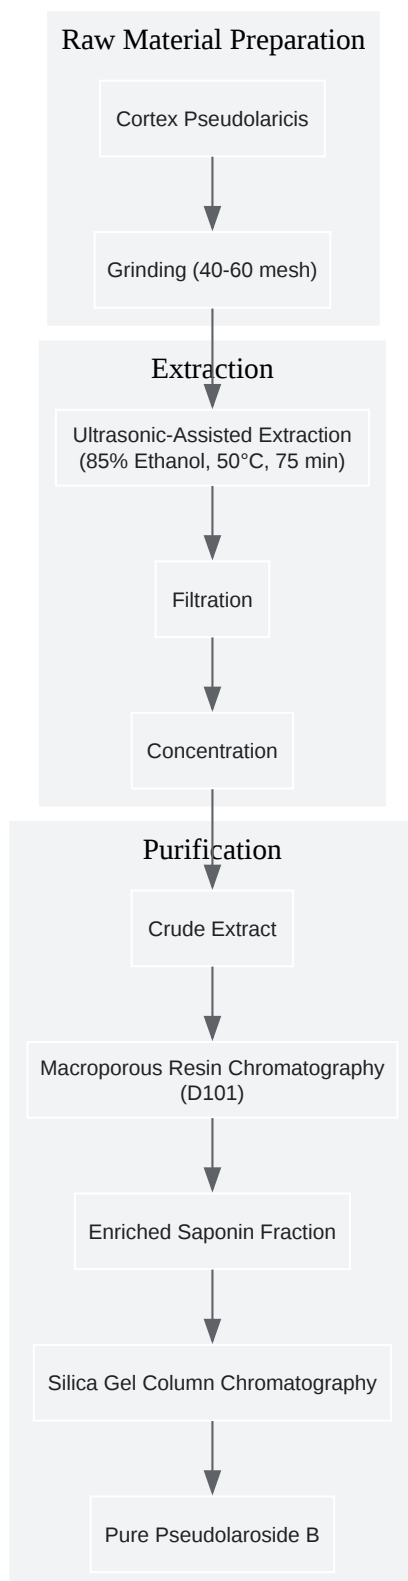 Raw Material Preparation
Cortex Pseudolaricis
Grinding (40-60 mesh)
Extraction
Ultrasonic-Assisted Extraction
(85% Ethanol, 50°C, 75 min)
Filtration
Concentration
Purification
Crude Extract
Macroporous Resin Chromatography
(D101)
Enriched Saponin Fraction
Silica Gel Column Chromatography
Pure Pseudolaroside B